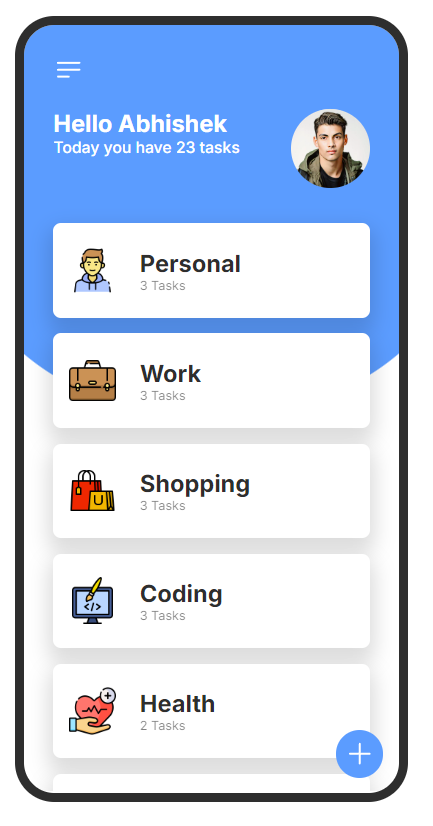 Hello Abhishek
Today you have 23 tasks
Personal
3 Tasks
Work
3 Tasks
Shopping
3 Tasks
Coding
3 Tasks
Health
2 Tasks